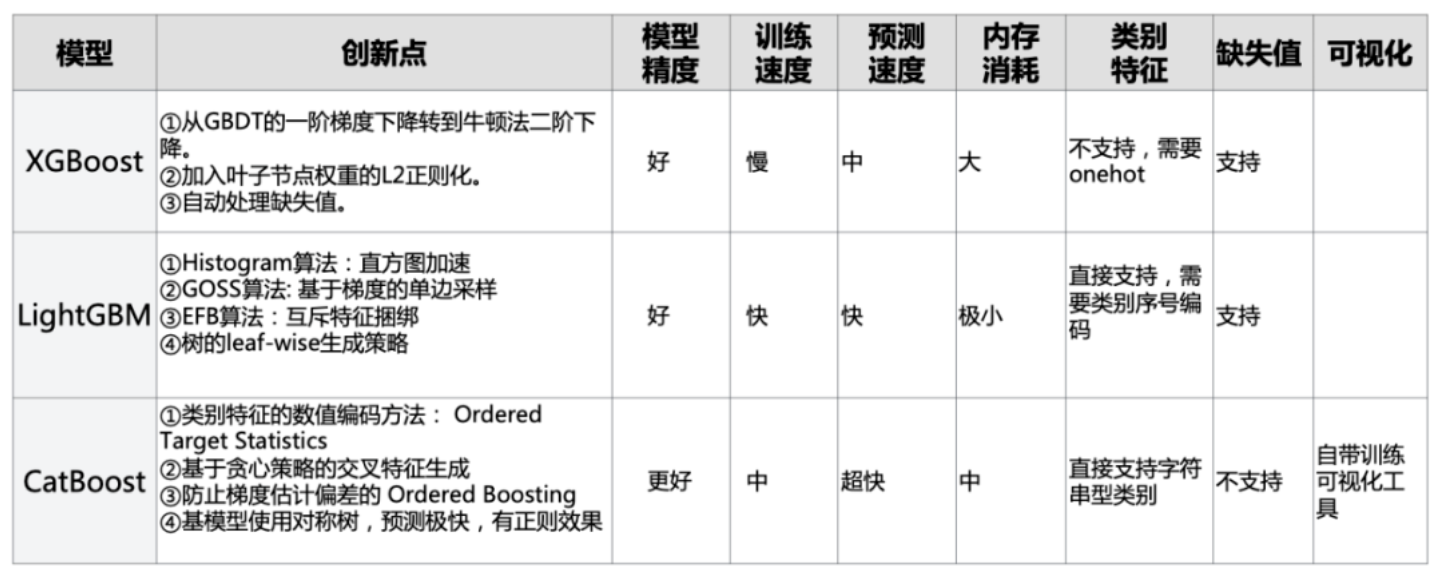 模型 创新点 模型精度 训练速度 预测速度 内存消耗 类别特征 缺失值 可视化
XGBoost
①从GBDT的一阶梯度下降转到牛顿法二阶下
降。
②加入叶子节点权重的L2正则化。
③自动处理缺失值。
好
慢
中
大
不支持，需要
onehot
支持
LightGBM
①Histogram算法：直方图加速
②GOSS算法: 基于梯度的单边采样
③EFB算法：互斥特征捆绑
④树的leaf-wise生成策略
好
快
快
极小
直接支持，需
要类别序号编
码
支持
CatBoost
①类别特征的数值编码方法： Ordered
Target Statistics
②基于贪心策略的交叉特征生成
③防止梯度估计偏差的 Ordered Boosting
④基模型使用对称树，预测极快，有正则效果
更好
中
超快
中
直接支持字符
串型类别
不支持
自带训练
可视化工
具